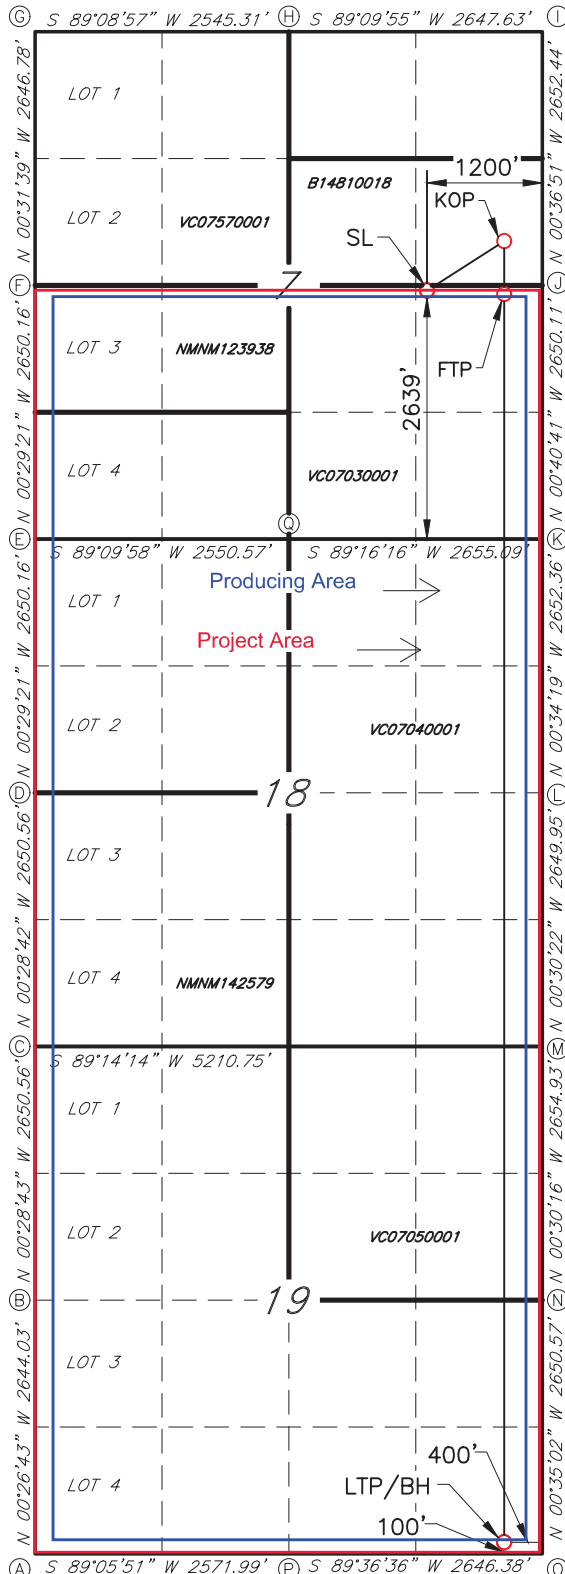 G S 89°08'57" W 2545.31' H S 89°09'55" W 2647.63' I
N 00°31'39" W 2646.78'
N 00°36'51" W 2652.44'
LOT 1
B14810018
1200'
KOP
LOT 2
VC07570001
SL
F
7
J
N 00°29'21" W 2650.16'
N 00°40'41" W 2650.11'
LOT 3
NMNM123938
FTP
2639'
LOT 4
VC07030001
Q
E S 89°09'58" W 2550.57' S 89°16'16" W 2655.09' K
N 00°29'21" W 2650.16'
N 00°34'19" W 2652.36'
Producing Area
LOT 1
Project Area
LOT 2
VC07040001
D
18
L
N 00°28'42" W 2650.56'
N 00°30'22" W 2649.95'
LOT 3
LOT 4
NMNM142579
C
M
S 89°14'14" W 5210.75'
N 00°28'43" W 2650.56'
N 00°30'16" W 2654.93'
LOT 1
LOT 2
VC07050001
B
19
N
N 00°26'43" W 2644.03'
N 00°35'02" W 2650.57'
LOT 3
400'
LOT 4
LTP/BH
100'
A S 89°05'51" W 2571.99' P S 89°36'36" W 2646.38' O